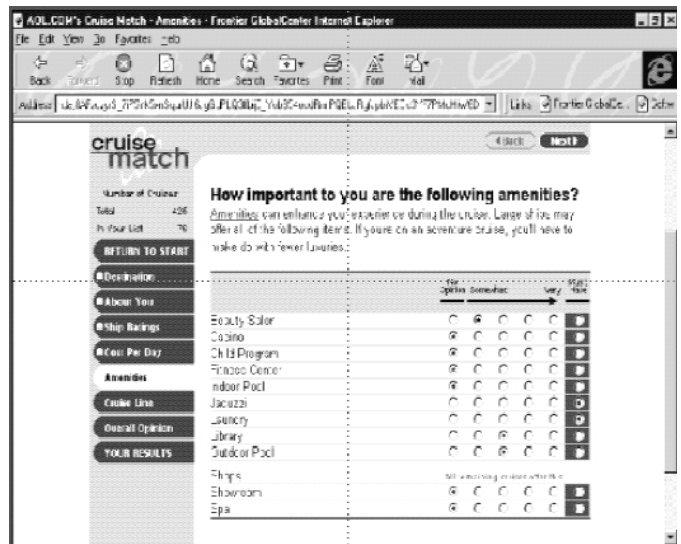 AOL.COM's Cruise Match - Amenities - Frontier GlobalCenter Internet Explorer
File Edit View Go Favorites Help
Back Forward Stop Refresh Home Search Favorites Print Font Mail
Address Links Frontier GlobalCe...
cruise
match
Back Next
Number of Cruises
Total 426
In Your List 76
RETURN TO START
Destination
About You
Ship Ratings
Cost Per Day
Amenities
Cruise Line
Overall Opinion
YOUR RESULTS
How important to you are the following amenities?
Amenities can enhance your experience during the cruise. Large ships may
offer all of the following items. If you're on an adventure cruise, you'll have to
make do with fewer luxuries.
No Opinion Somewhat Very Must Have
Beauty Salon
Casino
Child Program
Fitness Center
Indoor Pool
Jacuzzi
Laundry
Library
Outdoor Pool
Shops
Showroom
Spa